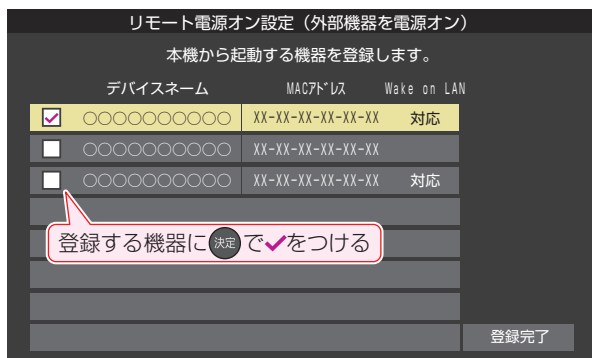 リモート電源オン設定（外部機器を電源オン）
本機から起動する機器を登録します。
デバイスネーム MACアドレス Wake on LAN
○○○○○○○○○○ XX-XX-XX-XX-XX-XX 対応
○○○○○○○○○○ XX-XX-XX-XX-XX-XX
○○○○○○○○○○ XX-XX-XX-XX-XX-XX 対応
登録する機器に決定で✓をつける
登録完了